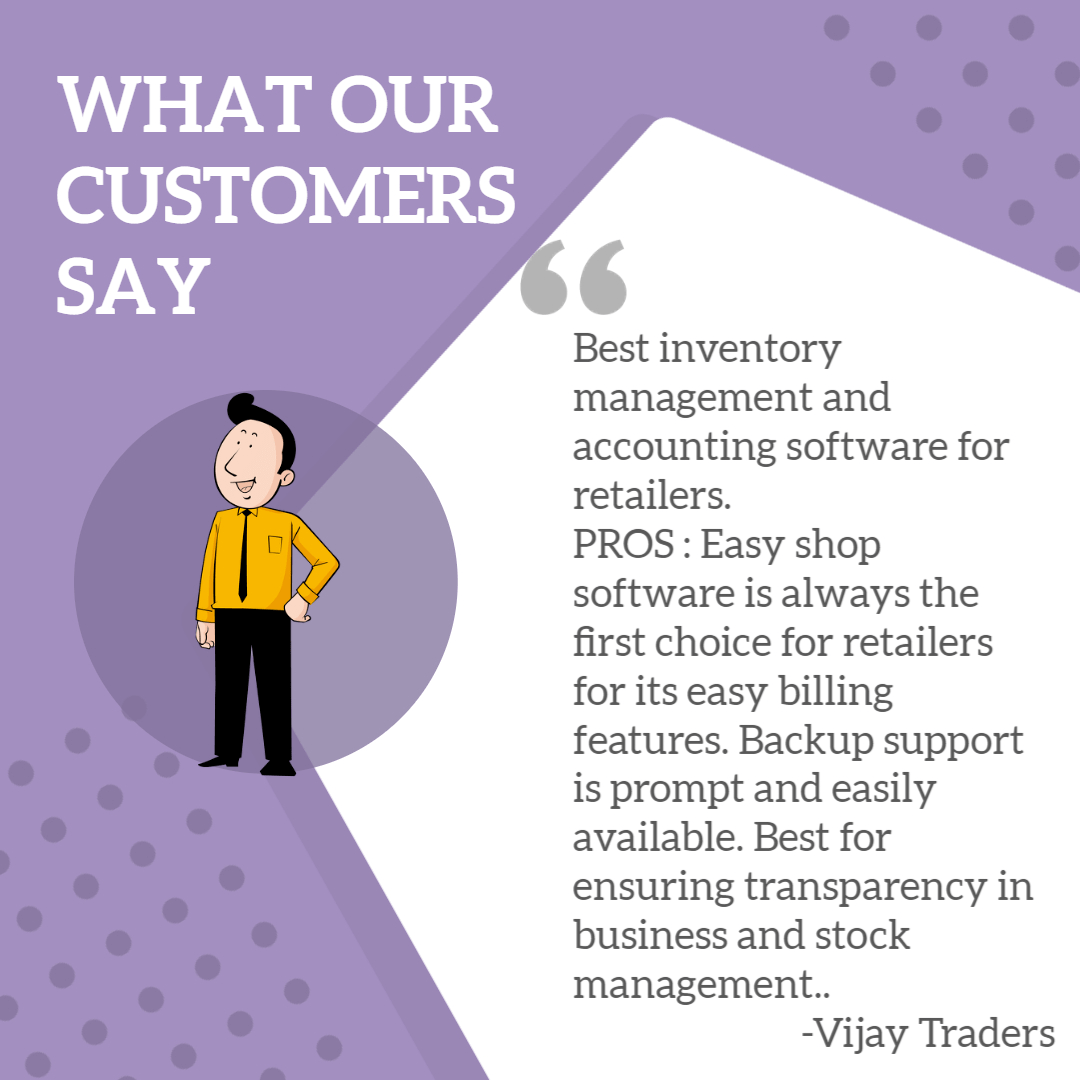 WHAT OUR
CUSTOMERS
SAY
“
Best inventory
management and
accounting software for
retailers.
PROS : Easy shop
software is always the
first choice for retailers
for its easy billing
features. Backup support
is prompt and easily
available. Best for
ensuring transparency in
business and stock
management..
-Vijay Traders